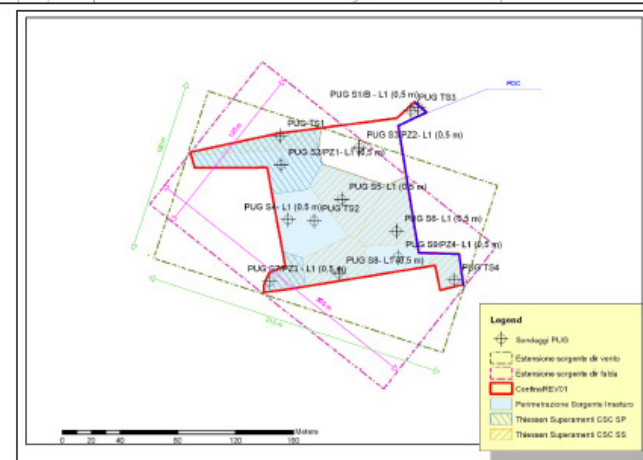 PUG S1/B - L1 (0,5 m)
PUG TS3
POC
PUG TS1
PUG S3/PZ2- L1 (0,5 m)
PUG S2/PZ1- L1 (0,5 m)
PUG S5- L1 (0,5 m)
PUG S4- L1 (0,5 m)
PUG TS2
PUG S6- L1 (0,5 m)
PUG S9/PZ4- L1 (0,5 m)
PUG S7/PZ3 - L1 (0,5 m)
PUG S8- L1 (0,5 m)
PUG TS4
Legend
Sondaggi PUG
Estensione sorgente dir vento
Estensione sorgente dir falda
ConfineREV01
Perimetrazione Sorgente Insaturo
Thiessen Superamenti CSC SP
Thiessen Superamenti CSC SS
Meters
0 20 40 80 120 160